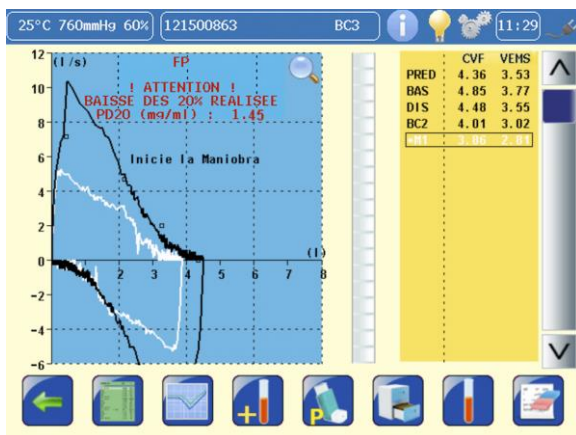 25°C 760mmHg 60% 121500863 BC3 11:29
(l/s) FP
! ATTENTION !
BAISSE DES 20% REALISEE
PD20 (mg/ml) : 1.45
Inicie la Maniobra
12
10
8
6
4
2
0
-2
-4
-6
2 3 4 5 6 7 8
(l)
CVF VEMS
PRED 4.36 3.53
BAS 4.85 3.77
DIS 4.48 3.55
BC2 4.01 3.02
*M1 3.86 2.81
P